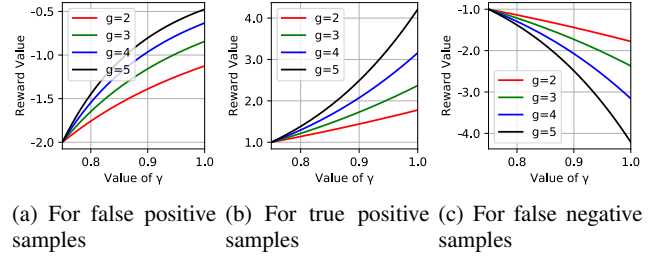 Reward Value
-0.5
-1.0
-1.5
-2.0
g=2
g=3
g=4
g=5
0.8 0.9 1.0
Value of γ
Reward Value
4.0
3.0
2.0
1.0
g=2
g=3
g=4
g=5
0.8 0.9 1.0
Value of γ
Reward Value
-1.0
-2.0
-3.0
-4.0
g=2
g=3
g=4
g=5
0.8 0.9 1.0
Value of γ
(a) For false positive
samples
(b) For true positive
samples
(c) For false negative
samples